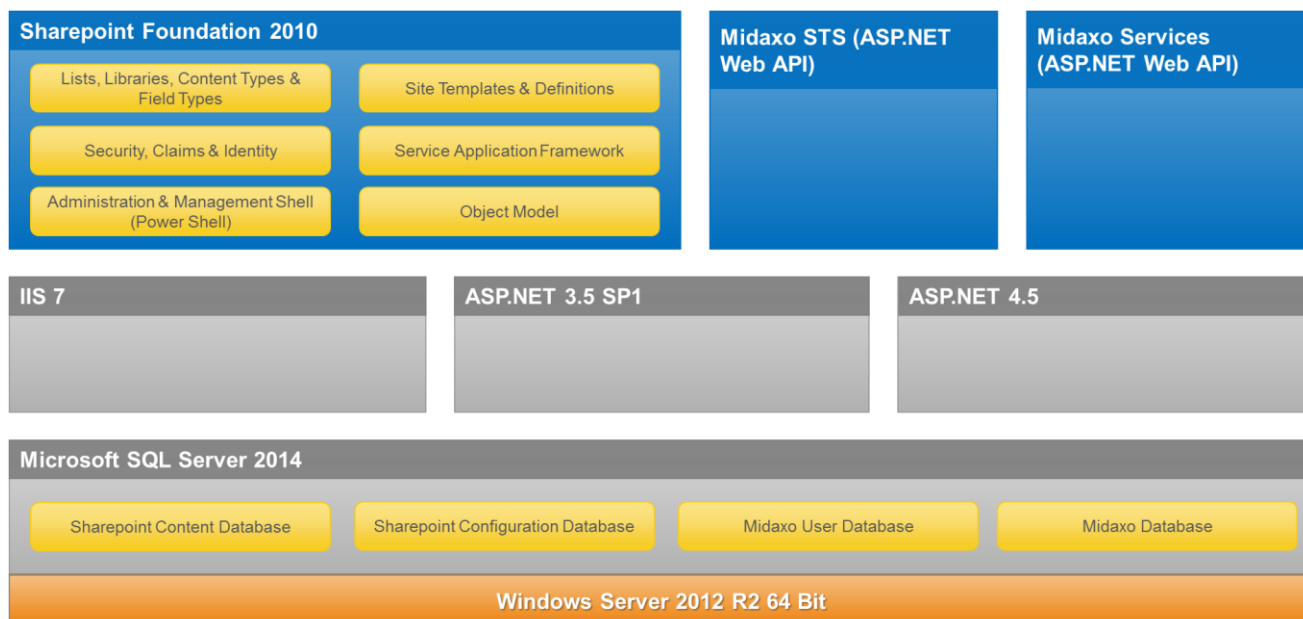 Sharepoint Foundation 2010
Lists, Libraries, Content Types &
Field Types
Site Templates & Definitions
Security, Claims & Identity
Service Application Framework
Administration & Management Shell
(Power Shell)
Object Model
Midaxo STS (ASP.NET
Web API)
Midaxo Services
(ASP.NET Web API)
IIS 7
ASP.NET 3.5 SP1
ASP.NET 4.5
Microsoft SQL Server 2014
Sharepoint Content Database
Sharepoint Configuration Database
Midaxo User Database
Midaxo Database
Windows Server 2012 R2 64 Bit